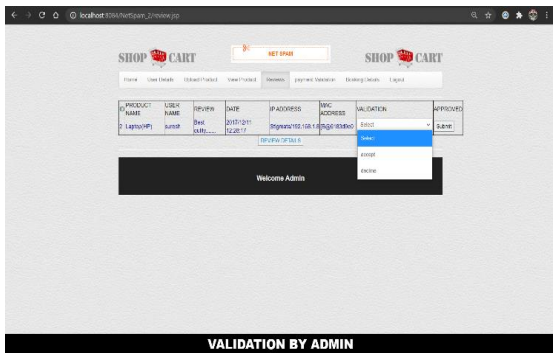 localhost:8084/NetSpam_2/review.jsp
SHOP CART
NET SPAM
SHOP CART
Home User Details Upload Product View Product Reviews payment Validation Booking Details Logout
ID PRODUCT NAME USER NAME REVIEW DATE IP ADDRESS MAC ADDRESS VALIDATION APPROVED
2 Laptop(HP) suresh Best 2017/12/11 12:28:17 Select Submit
REVIEW DETAILS
Select
accept
decline
Welcome Admin
VALIDATION BY ADMIN